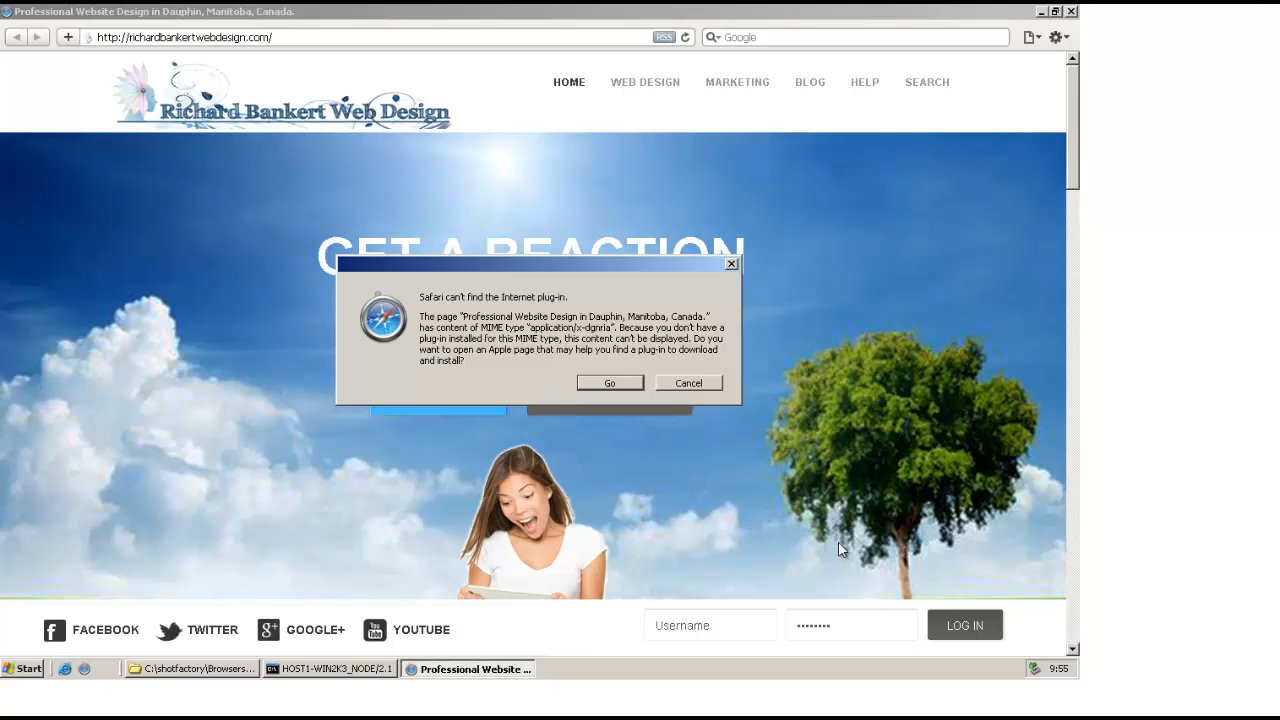 Professional Website Design in Dauphin, Manitoba, Canada.
http://richardbankertwebdesign.com/
RSS
Google
Richard Bankert Web Design
HOME WEB DESIGN MARKETING BLOG HELP SEARCH
GET A REACTION
Safari can't find the Internet plug-in.
The page "Professional Website Design in Dauphin, Manitoba, Canada."
has content of MIME type "application/x-dgnria". Because you don't have a
plug-in installed for this MIME type, this content can't be displayed. Do you
want to open an Apple page that may help you find a plug-in to download
and install?
Go Cancel
FACEBOOK TWITTER GOOGLE+ YOUTUBE
Username •••••••• LOG IN
Start C:\shotfactory\Browsers... HOST1-WIN2K3_NODE/2.1 Professional Website ... 9:55